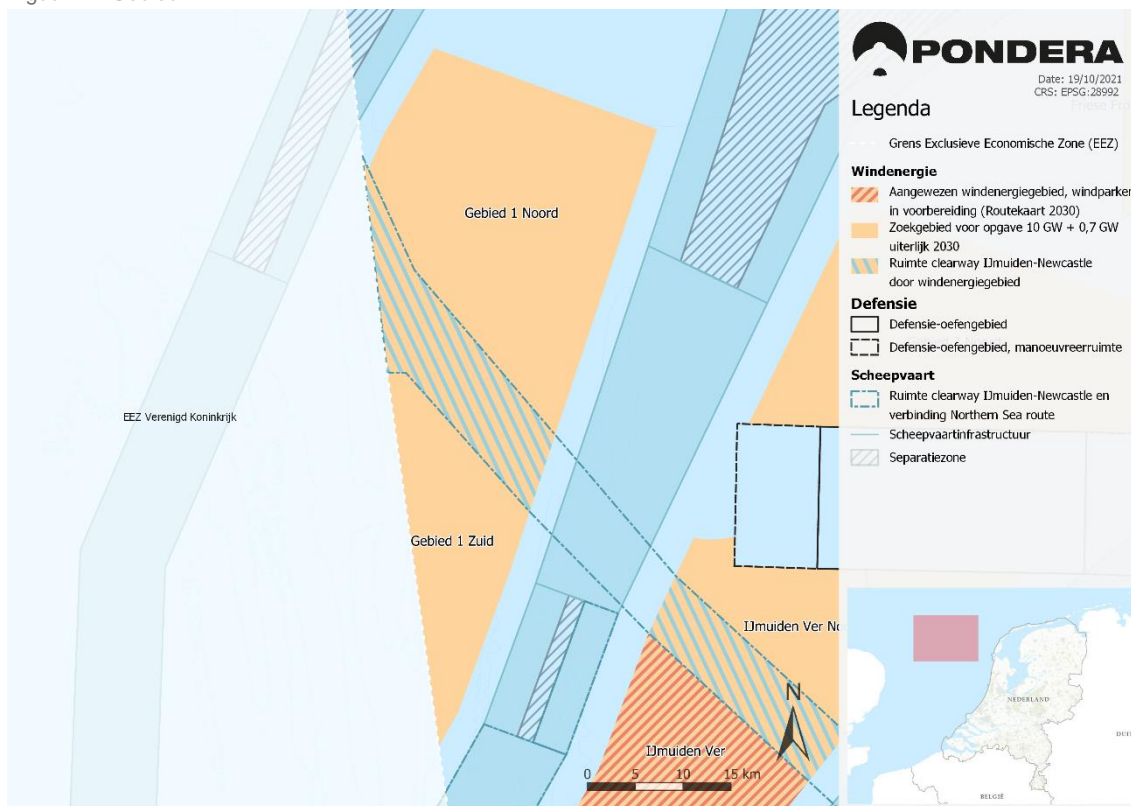 PONDERA
Date: 19/10/2021
CRS: EPSG:28992
Legenda
Grens Exclusieve Economische Zone (EEZ)
Windenergie
Aangewezen windenergiegebied, windparken
in voorbereiding (Routekaart 2030)
Zoekgebied voor opgave 10 GW + 0,7 GW
uiterlijk 2030
Ruimte clearway IJmuiden-Newcastle
door windenergiegebied
Defensie
Defensie-oefengebied
Defensie-oefengebied, manoeuvreerruimte
Scheepvaart
Ruimte clearway IJmuiden-Newcastle en
verbinding Northern Sea route
Scheepvaartinfrastructuur
Separatiezone
Gebied 1 Noord
EEZ Verenigd Koninkrijk
Gebied 1 Zuid
IJmuiden Ver No
IJmuiden Ver
N
0 5 10 15 km
NEDERLAND
BELGIË